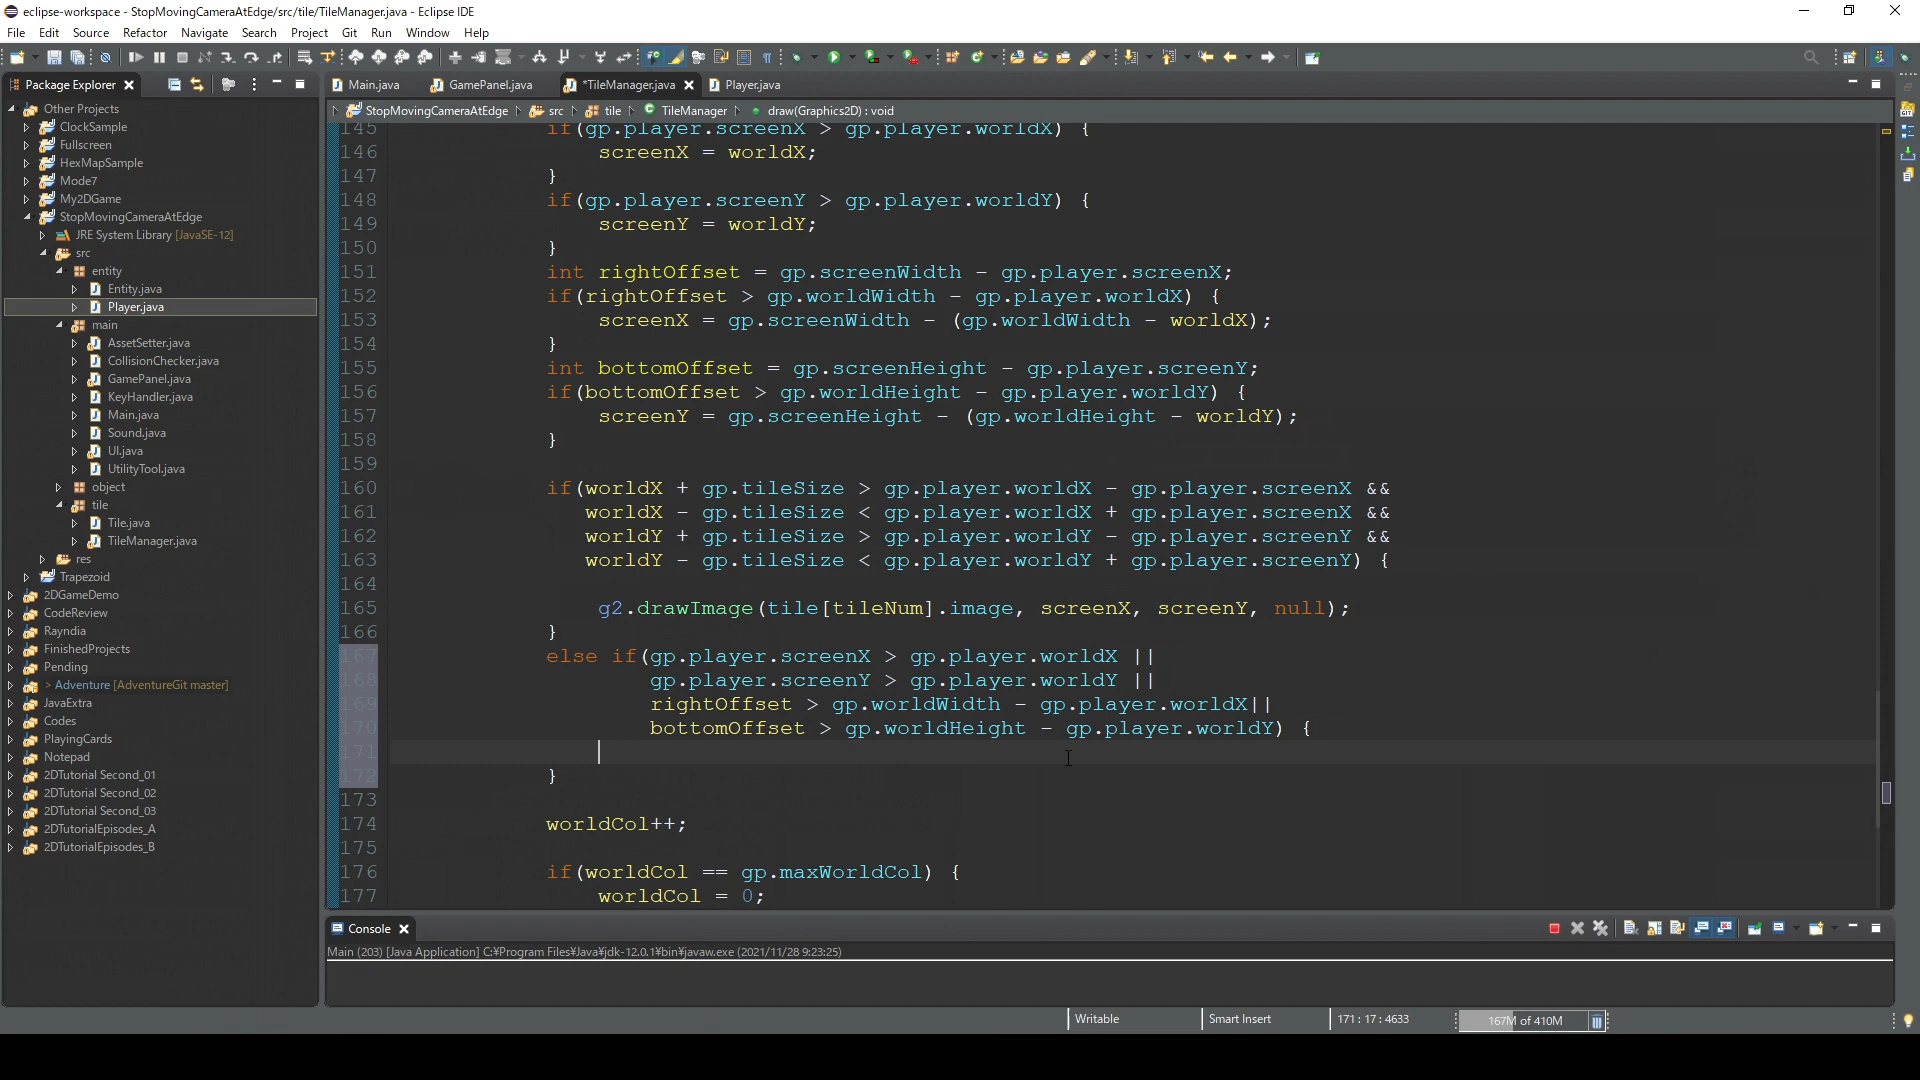 eclipse-workspace - StopMovingCameraAtEdge/src/tile/TileManager.java - Eclipse IDE
File Edit Source Refactor Navigate Search Project Git Run Window Help
Package Explorer
Main.java GamePanel.java *TileManager.java Player.java
StopMovingCameraAtEdge src tile TileManager draw(Graphics2D) : void
Other Projects
ClockSample
Fullscreen
HexMapSample
Mode7
My2DGame
StopMovingCameraAtEdge
JRE System Library [JavaSE-12]
src
entity
Entity.java
Player.java
main
AssetSetter.java
CollisionChecker.java
GamePanel.java
KeyHandler.java
Main.java
Sound.java
UI.java
UtilityTool.java
object
tile
Tile.java
TileManager.java
res
Trapezoid
2DGameDemo
CodeReview
Rayndia
FinishedProjects
Pending
> Adventure [AdventureGit master]
JavaExtra
Codes
PlayingCards
Notepad
2DTutorial Second_01
2DTutorial Second_02
2DTutorial Second_03
2DTutorialEpisodes_A
2DTutorialEpisodes_B
145 if(gp.player.screenX > gp.player.worldX) {
146 screenX = worldX;
147 }
148 if(gp.player.screenY > gp.player.worldY) {
149 screenY = worldY;
150 }
151 int rightOffset = gp.screenWidth - gp.player.screenX;
152 if(rightOffset > gp.worldWidth - gp.player.worldX) {
153 screenX = gp.screenWidth - (gp.worldWidth - worldX);
154 }
155 int bottomOffset = gp.screenHeight - gp.player.screenY;
156 if(bottomOffset > gp.worldHeight - gp.player.worldY) {
157 screenY = gp.screenHeight - (gp.worldHeight - worldY);
158 }
159
160 if(worldX + gp.tileSize > gp.player.worldX - gp.player.screenX &&
161 worldX - gp.tileSize < gp.player.worldX + gp.player.screenX &&
162 worldY + gp.tileSize > gp.player.worldY - gp.player.screenY &&
163 worldY - gp.tileSize < gp.player.worldY + gp.player.screenY) {
164
165 g2.drawImage(tile[tileNum].image, screenX, screenY, null);
166 }
167 else if(gp.player.screenX > gp.player.worldX ||
168 gp.player.screenY > gp.player.worldY ||
169 rightOffset > gp.worldWidth - gp.player.worldX||
170 bottomOffset > gp.worldHeight - gp.player.worldY) {
171
172 }
173
174 worldCol++;
175
176 if(worldCol == gp.maxWorldCol) {
177 worldCol = 0;
Console
Main (203) [Java Application] C:¥Program Files¥Java¥jdk-12.0.1¥bin¥javaw.exe (2021/11/28 9:23:25)
Writable Smart Insert 171 : 17 : 4633 167M of 410M